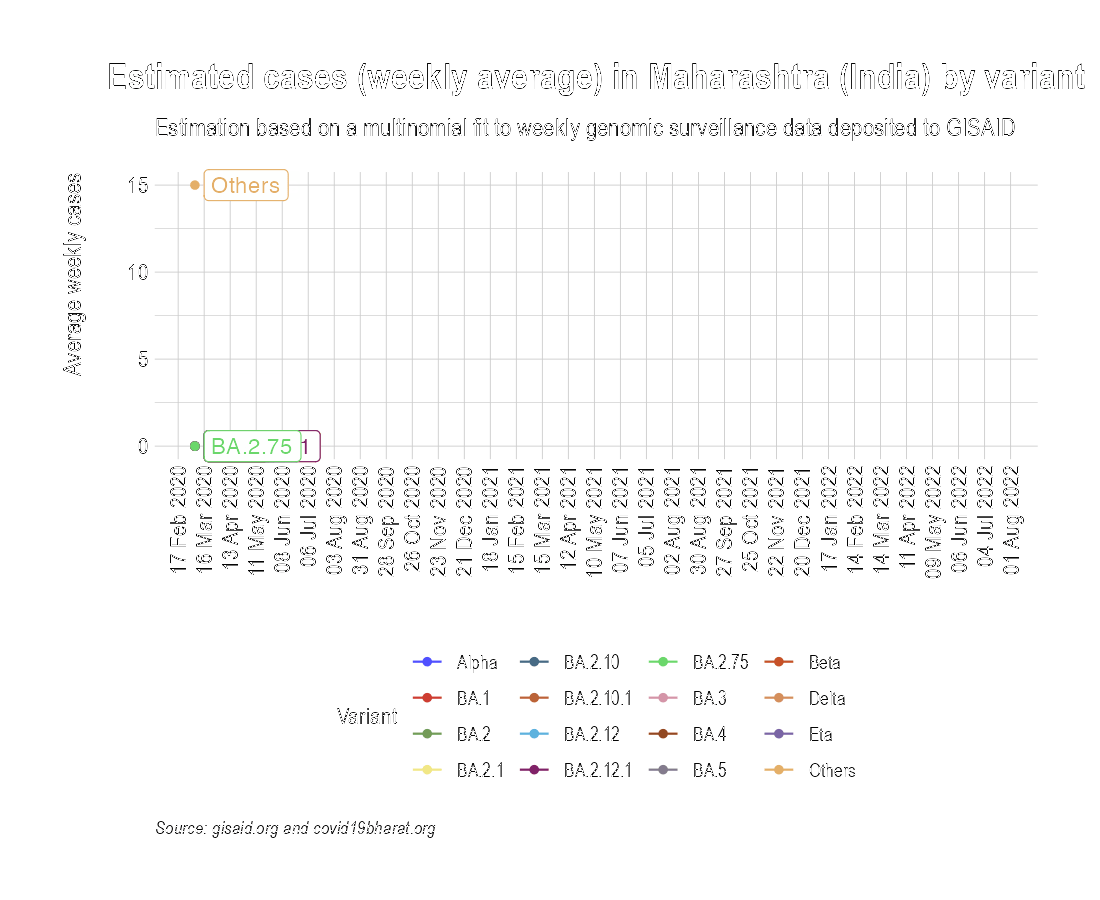 Estimated cases (weekly average) in Maharashtra (India) by variant
Estimation based on a multinomial fit to weekly genomic surveillance data deposited to GISAID
Average weekly cases
15
10
5
0
Others
BA.2.75
1
17 Feb 2020
16 Mar 2020
13 Apr 2020
11 May 2020
08 Jun 2020
06 Jul 2020
03 Aug 2020
31 Aug 2020
28 Sep 2020
26 Oct 2020
23 Nov 2020
21 Dec 2020
18 Jan 2021
15 Feb 2021
15 Mar 2021
12 Apr 2021
10 May 2021
07 Jun 2021
05 Jul 2021
02 Aug 2021
30 Aug 2021
27 Sep 2021
25 Oct 2021
22 Nov 2021
20 Dec 2021
17 Jan 2022
14 Feb 2022
14 Mar 2022
11 Apr 2022
09 May 2022
06 Jun 2022
04 Jul 2022
01 Aug 2022
Variant
Alpha
BA.1
BA.2
BA.2.1
BA.2.10
BA.2.10.1
BA.2.12
BA.2.12.1
BA.2.75
BA.3
BA.4
BA.5
Beta
Delta
Eta
Others
Source: gisaid.org and covid19bharat.org